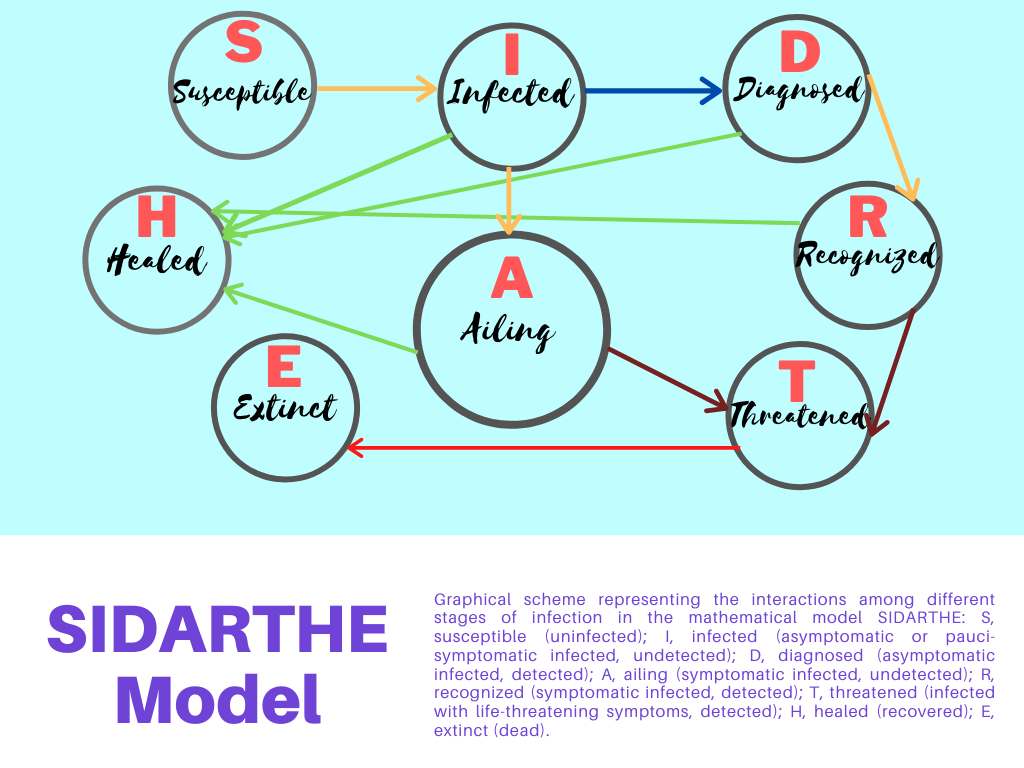 S
Susceptible
I
Infected
D
Diagnosed
H
Healed
R
Recognized
A
Ailing
E
Extinct
T
Threatened
SIDARTHE
Model
Graphical scheme representing the interactions among different
stages of infection in the mathematical model SIDARTHE: S,
susceptible (uninfected); I, infected (asymptomatic or pauci-
symptomatic infected, undetected); D, diagnosed (asymptomatic
infected, detected); A, ailing (symptomatic infected, undetected); R,
recognized (symptomatic infected, detected); T, threatened (infected
with life-threatening symptoms, detected); H, healed (recovered); E,
extinct (dead).